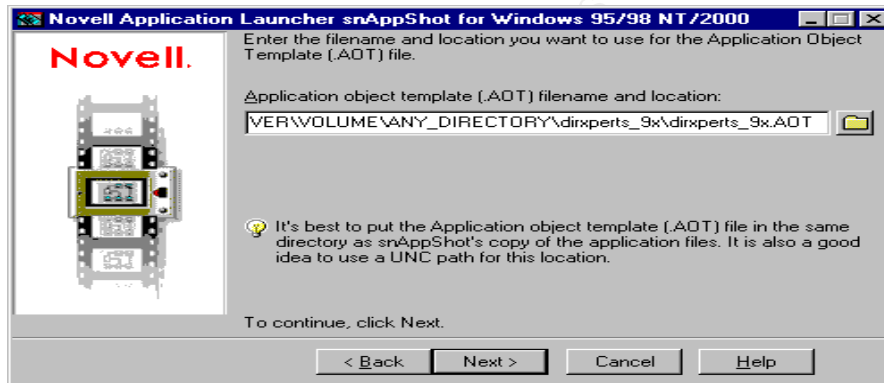 Novell Application Launcher snAppShot for Windows 95/98 NT/2000
Novell.
Enter the filename and location you want to use for the Application Object
Template (.AOT) file.
Application object template (.AOT) filename and location:
VER\VOLUME\ANY_DIRECTORY\dirxperts_9x\dirxperts_9x.AOT
It's best to put the Application object template (.AOT) file in the same
directory as snAppShot's copy of the application files. It is also a good
idea to use a UNC path for this location.
To continue, click Next.
< Back Next > Cancel Help